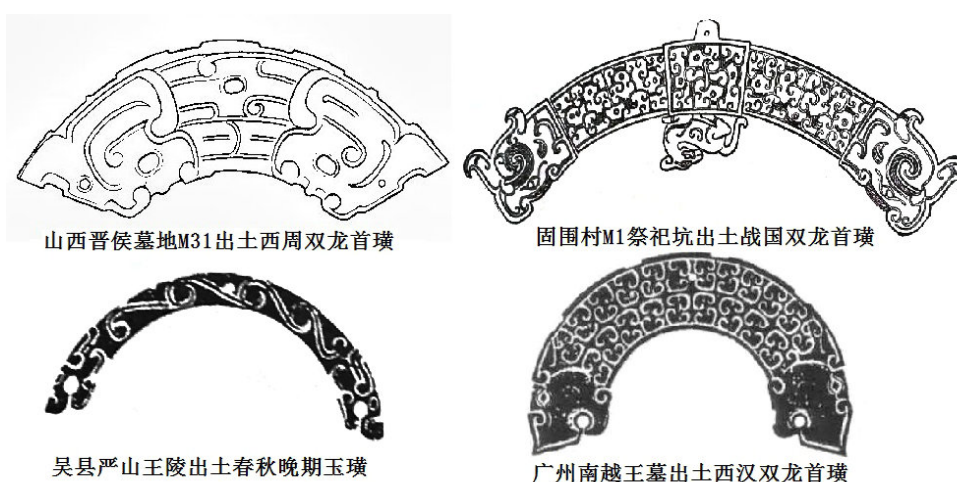 山西晋侯墓地M31出土西周双龙首璜
固围村M1祭祀坑出土战国双龙首璜
吴县严山王陵出土春秋晚期玉璜
广州南越王墓出土西汉双龙首璜